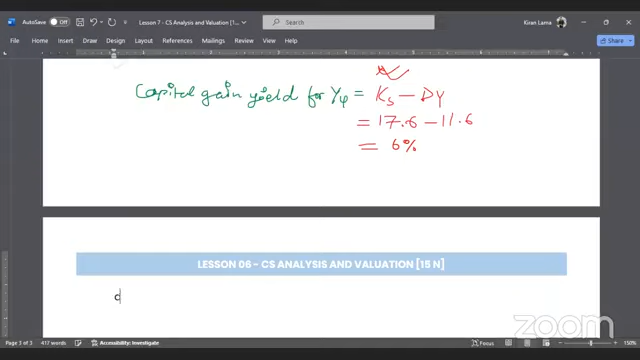 AutoSave Off Lesson 7 - CS Analysis and Valuation [1... Search Kiran Lama
File Home Insert Draw Design Layout References Mailings Review View Help Editing Share
Capital gain yield for Y4 = Ks - DY
= 17.6 - 11.6
= 6%
LESSON 06 - CS ANALYSIS AND VALUATION [15 N]
d
zoom
Page 3 of 3 417 words Accessibility: Investigate Focus 150%